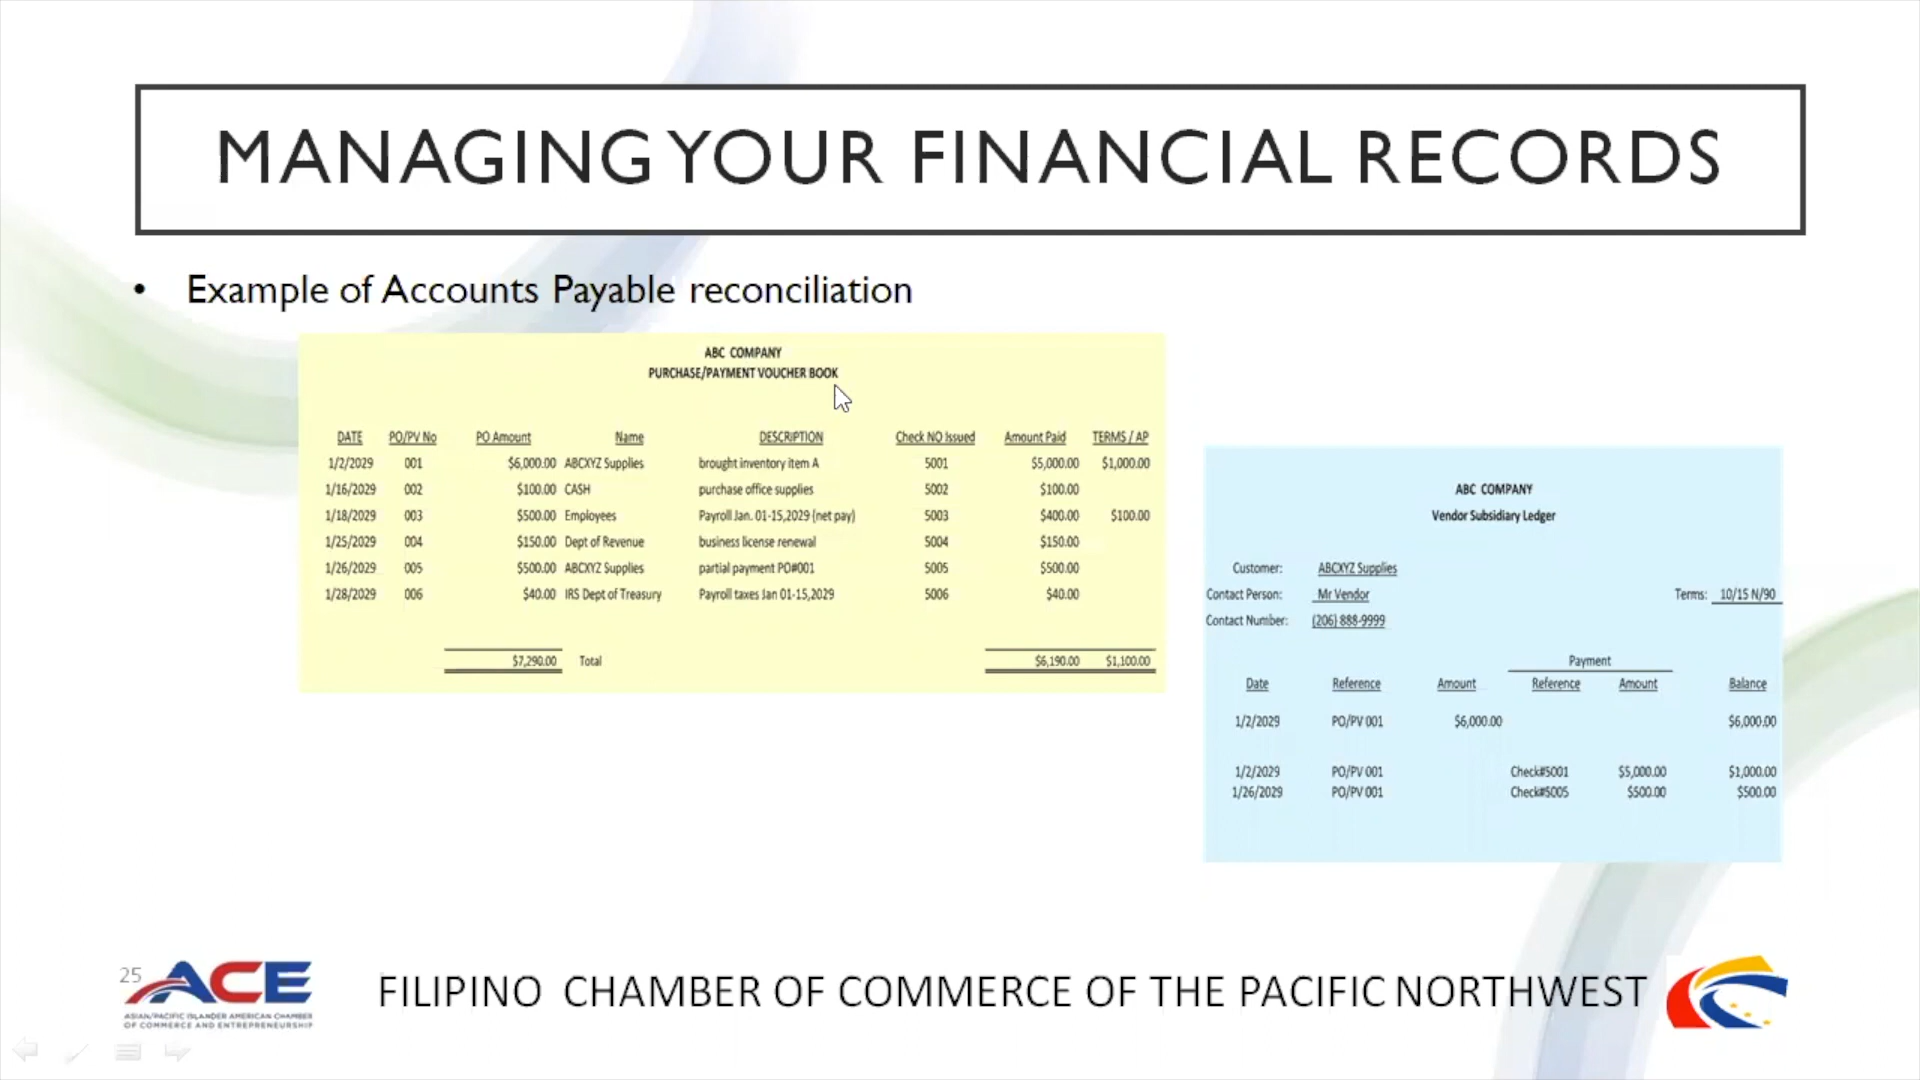 MANAGING YOUR FINANCIAL RECORDS
• Example of Accounts Payable reconciliation
ABC COMPANY
PURCHASE/PAYMENT VOUCHER BOOK
DATE PO/PV No PO Amount Name DESCRIPTION Check NO Issued Amount Paid TERMS / AP
1/2/2029 001 $6,000.00 ABCXYZ Supplies brought inventory item A 5001 $5,000.00 $1,000.00
1/16/2029 002 $100.00 CASH purchase office supplies 5002 $100.00
1/18/2029 003 $500.00 Employees Payroll Jan. 01-15,2029 (net pay) 5003 $400.00 $100.00
1/25/2029 004 $150.00 Dept of Revenue business license renewal 5004 $150.00
1/26/2029 005 $500.00 ABCXYZ Supplies partial payment PO#001 5005 $500.00
1/28/2029 006 $40.00 IRS Dept of Treasury Payroll taxes Jan 01-15,2029 5006 $40.00
$7,290.00 Total $6,190.00 $1,100.00
ABC COMPANY
Vendor Subsidiary Ledger
Customer: ABCXYZ Supplies
Contact Person: Mr Vendor Terms: 10/15 N/90
Contact Number: (206) 888-9999
Payment
Date Reference Amount Reference Amount Balance
1/2/2029 PO/PV 001 $6,000.00 $6,000.00
1/2/2029 PO/PV 001 Check#5001 $5,000.00 $1,000.00
1/26/2029 PO/PV 001 Check#5005 $500.00 $500.00
25
ACE
ASIAN/PACIFIC ISLANDER AMERICAN CHAMBER
OF COMMERCE AND ENTREPRENEURSHIP
FILIPINO CHAMBER OF COMMERCE OF THE PACIFIC NORTHWEST